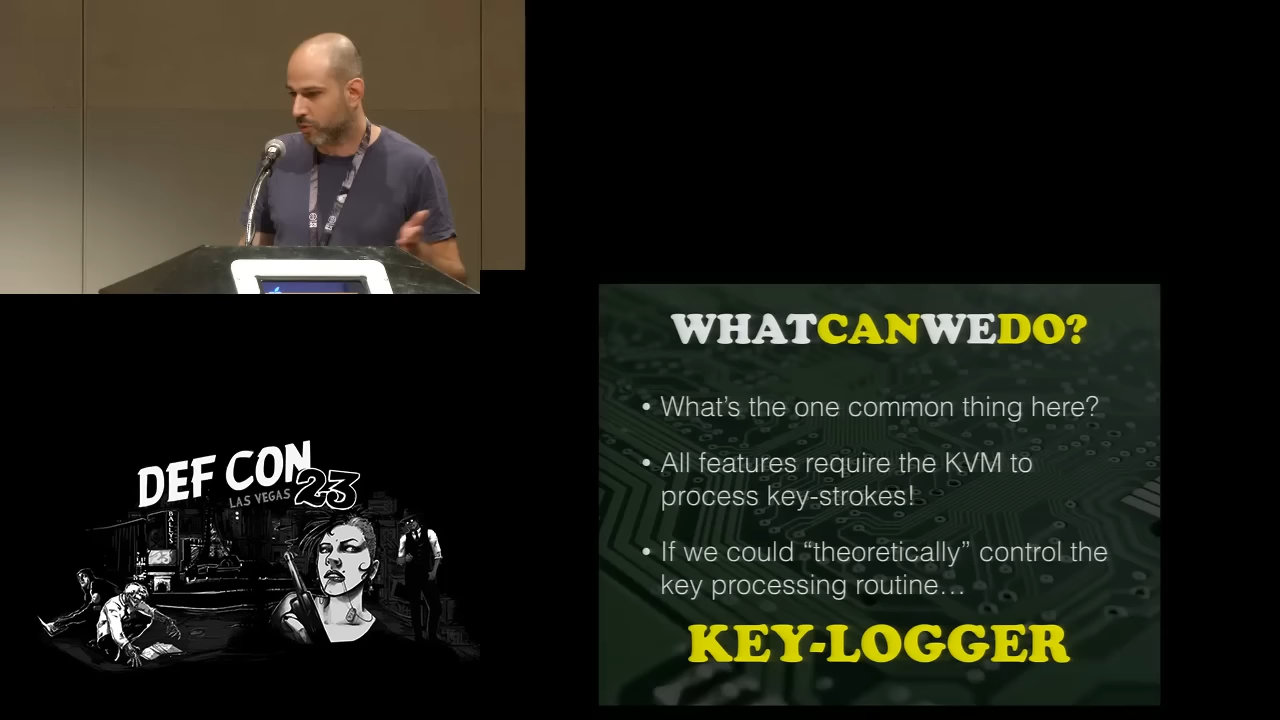 WHATCANWEDO?
• What's the one common thing here?
• All features require the KVM to
process key-strokes!
• If we could “theoretically” control the
key processing routine…
KEY-LOGGER
DEF CON
23
LAS VEGAS
BALLYS